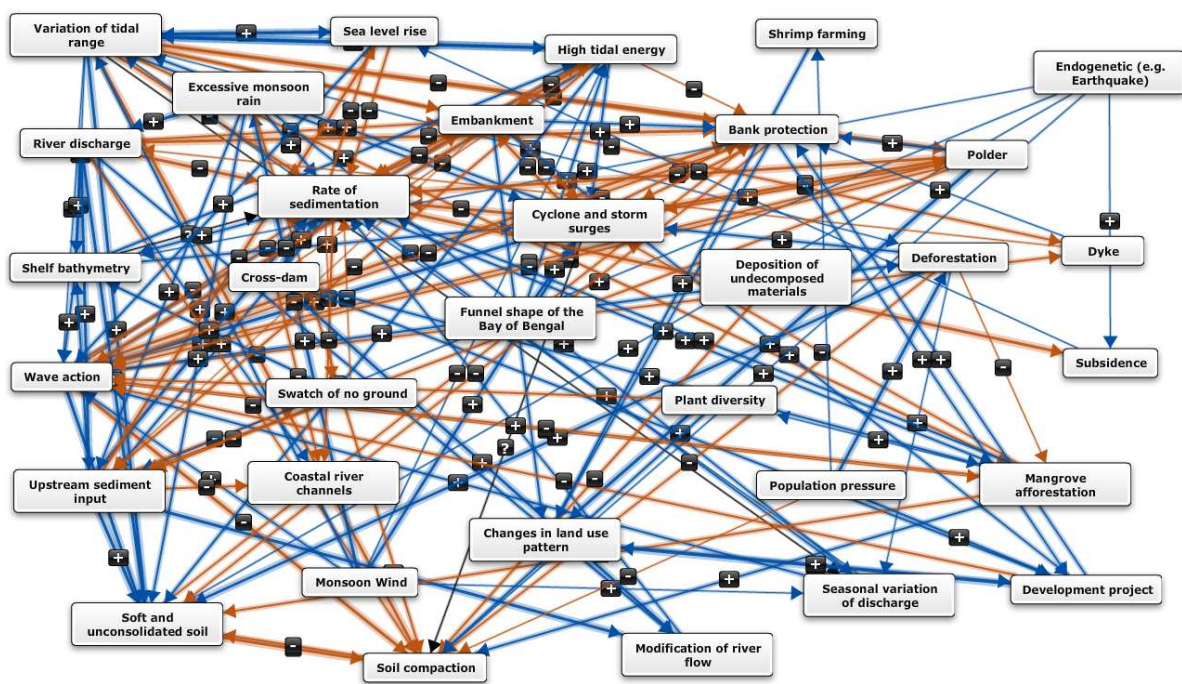 Variation of tidal
range
Sea level rise
High tidal energy
Shrimp farming
Endogenetic (e.g.
Earthquake)
Excessive monsoon
rain
Embankment
Bank protection
River discharge
Polder
Rate of
sedimentation
Cyclone and storm
surges
Dyke
Shelf bathymetry
Cross-dam
Deposition of
undecomposed
materials
Deforestation
Funnel shape of the
Bay of Bengal
Subsidence
Wave action
Swatch of no ground
Plant diversity
Upstream sediment
input
Coastal river
channels
Population pressure
Mangrove
afforestation
Changes in land use
pattern
Monsoon Wind
Seasonal variation
of discharge
Development project
Soft and
unconsolidated soil
Soil compaction
Modification of river
flow